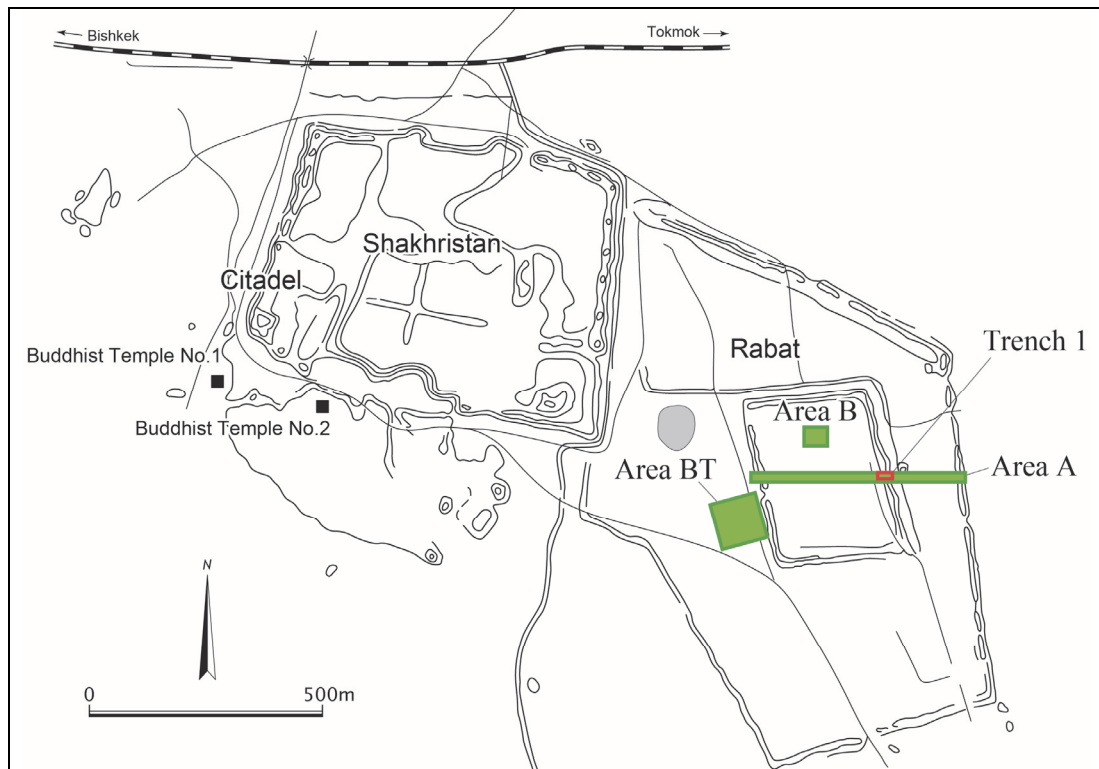 Bishkek
Tokmok
Shakhristan
Citadel
Buddhist Temple No.1
Buddhist Temple No.2
Rabat
Trench 1
Area B
Area BT
Area A
N
0 500m